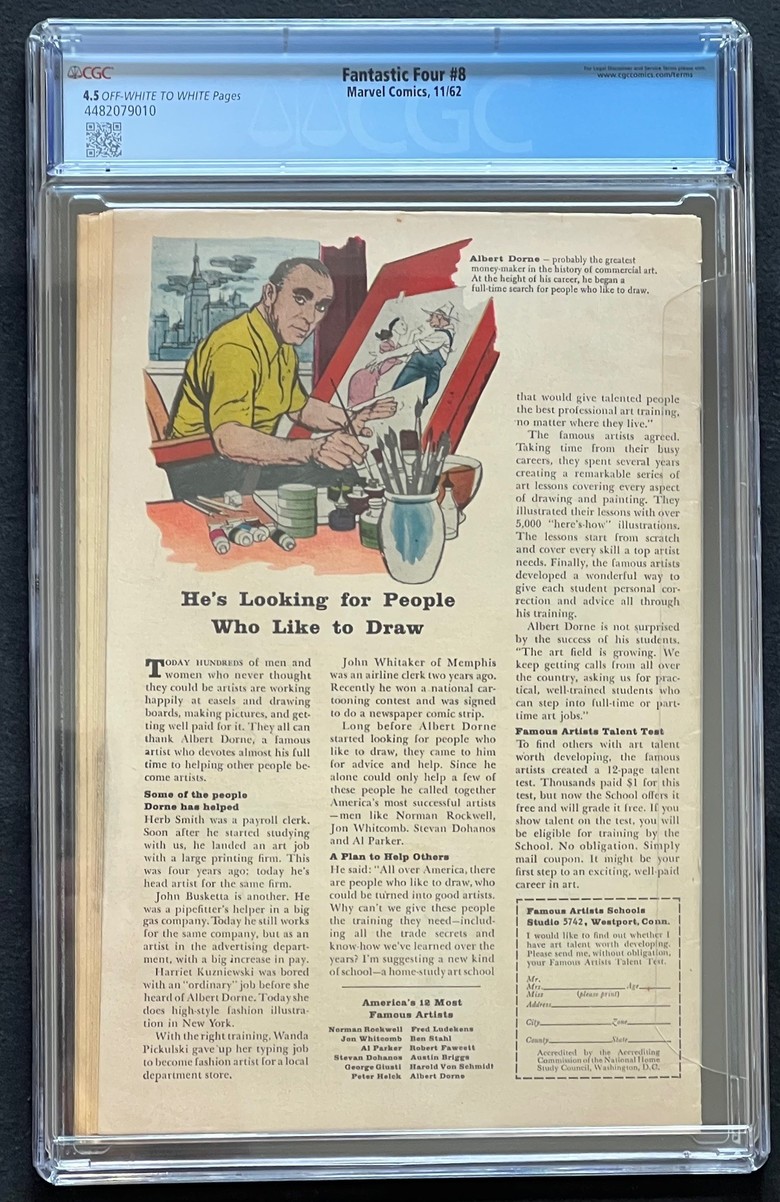 CGC
Fantastic Four #8
For Legal Disclaimer and Service Terms please visit:
www.cgccomics.com/terms
4.5 OFF-WHITE TO WHITE Pages
Marvel Comics, 11/62
4482079010
CGC
Albert Dorne – probably the greatest
money-maker in the history of commercial art.
At the height of his career, he began a
full-time search for people who like to draw.
He's Looking for People
Who Like to Draw
TODAY HUNDREDS of men and
women who never thought
they could be artists are working
happily at easels and drawing
boards, making pictures, and get-
ting well paid for it. They all can
thank Albert Dorne, a famous
artist who devotes almost his full
time to helping other people be-
come artists.
Some of the people
Dorne has helped
Herb Smith was a payroll clerk.
Soon after he started studying
with us, he landed an art job
with a large printing firm. This
was four years ago; today he's
head artist for the same firm.
John Busketta is another. He
was a pipefitter's helper in a big
gas company. Today he still works
for the same company, but as an
artist in the advertising depart-
ment, with a big increase in pay.
Harriet Kuzniewski was bored
with an "ordinary" job before she
heard of Albert Dorne. Today she
does high-style fashion illustra-
tion in New York.
With the right training, Wanda
Pickulski gave up her typing job
to become fashion artist for a local
department store.
John Whitaker of Memphis
was an airline clerk two years ago.
Recently he won a national car-
tooning contest and was signed
to do a newspaper comic strip.
Long before Albert Dorne
started looking for people who
like to draw, they came to him
for advice and help. Since he
alone could only help a few of
these people he called together
America's most successful artists
—men like Norman Rockwell,
Jon Whitcomb, Stevan Dohanos
and Al Parker.
A Plan to Help Others
He said: "All over America, there
are people who like to draw, who
could be turned into good artists.
Why can't we give these people
the training they need—includ-
ing all the trade secrets and
know-how we've learned over the
years? I'm suggesting a new kind
of school—a home-study art school
America's 12 Most
Famous Artists
Norman Rockwell Fred Ludekens
Jon Whitcomb Ben Stahl
Al Parker Robert Fawcett
Stevan Dohanos Austin Briggs
George Giusti Harold Von Schmidt
Peter Helck Albert Dorne
that would give talented people
the best professional art training,
no matter where they live."
The famous artists agreed.
Taking time from their busy
careers, they spent several years
creating a remarkable series of
art lessons covering every aspect
of drawing and painting. They
illustrated their lessons with over
5,000 "here's-how" illustrations.
The lessons start from scratch
and cover every skill a top artist
needs. Finally, the famous artists
developed a wonderful way to
give each student personal cor-
rection and advice all through
his training.
Albert Dorne is not surprised
by the success of his students.
"The art field is growing. We
keep getting calls from all over
the country, asking us for prac-
tical, well-trained students who
can step into full-time or part-
time art jobs."
Famous Artists Talent Test
To find others with art talent
worth developing, the famous
artists created a 12-page talent
test. Thousands paid $1 for this
test, but now the School offers it
free and will grade it free. If you
show talent on the test, you will
be eligible for training by the
School. No obligation. Simply
mail coupon. It might be your
first step to an exciting, well-paid
career in art.
Famous Artists Schools
Studio 5742, Westport, Conn.
I would like to find out whether I
have art talent worth developing.
Please send me, without obligation,
your Famous Artists Talent Test.
Mr.
Mrs. Age
Miss (please print)
Address
City Zone
County State
Accredited by the Accrediting
Commission of the National Home
Study Council, Washington, D.C.